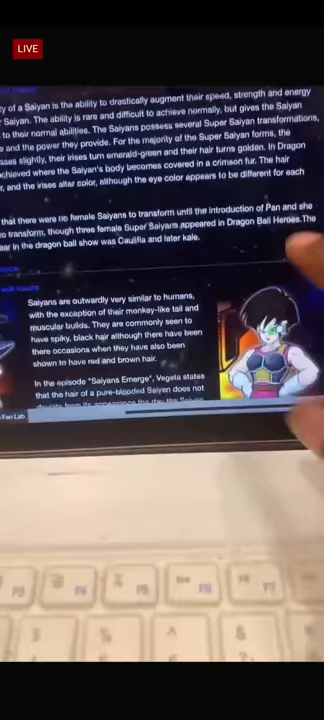 LIVE
ty of a Saiyan is the ability to drastically augment their speed, strength and energy
Saiyan. The ability is rare and difficult to achieve normally, but gives the Saiyan
to their normal abilities. The Saiyans possess several Super Saiyan transformations,
e and the power they provide. For the majority of the Super Saiyan forms, the
ases slightly, their irises turn emerald-green and their hair turns golden. In Dragon
achieved where the Saiyan's body becomes covered in a crimson fur. The hair
r, and the irises alter color, although the eye color appears to be different for each
that there were no female Saiyans to transform until the introduction of Pan and she
to transform, though three female Super Saiyans appeared in Dragon Ball Heroes.The
ear in the dragon ball show was Caulifla and later kale.
Saiyans are outwardly very similar to humans,
with the exception of their monkey-like tail and
muscular builds. They are commonly seen to
have spiky, black hair although there have been
there occasions when they have also been
shown to have red and brown hair.
In the episode "Saiyans Emerge", Vegeta states
that the hair of a pure-blooded Saiyan does not
Fan Lab
F3
F4
F5
F6
F7